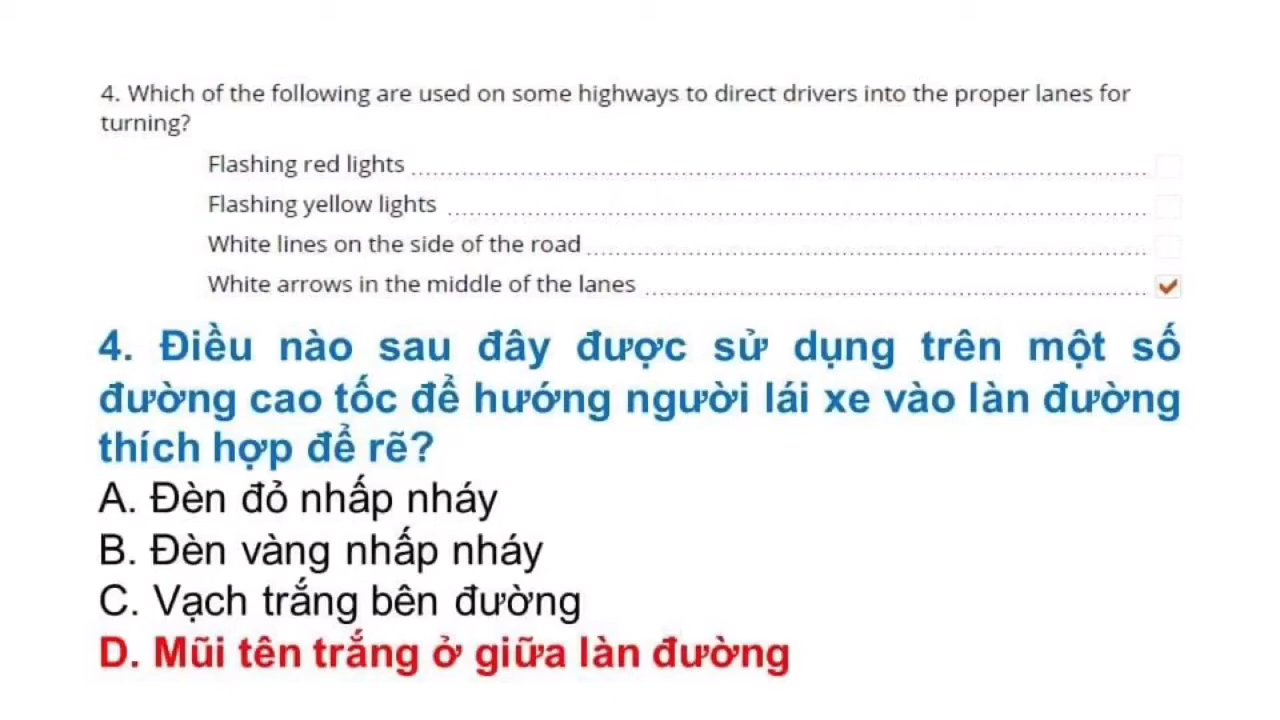 4. Which of the following are used on some highways to direct drivers into the proper lanes for
turning?
Flashing red lights
Flashing yellow lights
White lines on the side of the road
White arrows in the middle of the lanes
4. Điều nào sau đây được sử dụng trên một số
đường cao tốc để hướng người lái xe vào làn đường
thích hợp để rẽ?
A. Đèn đỏ nhấp nháy
B. Đèn vàng nhấp nháy
C. Vạch trắng bên đường
D. Mũi tên trắng ở giữa làn đường